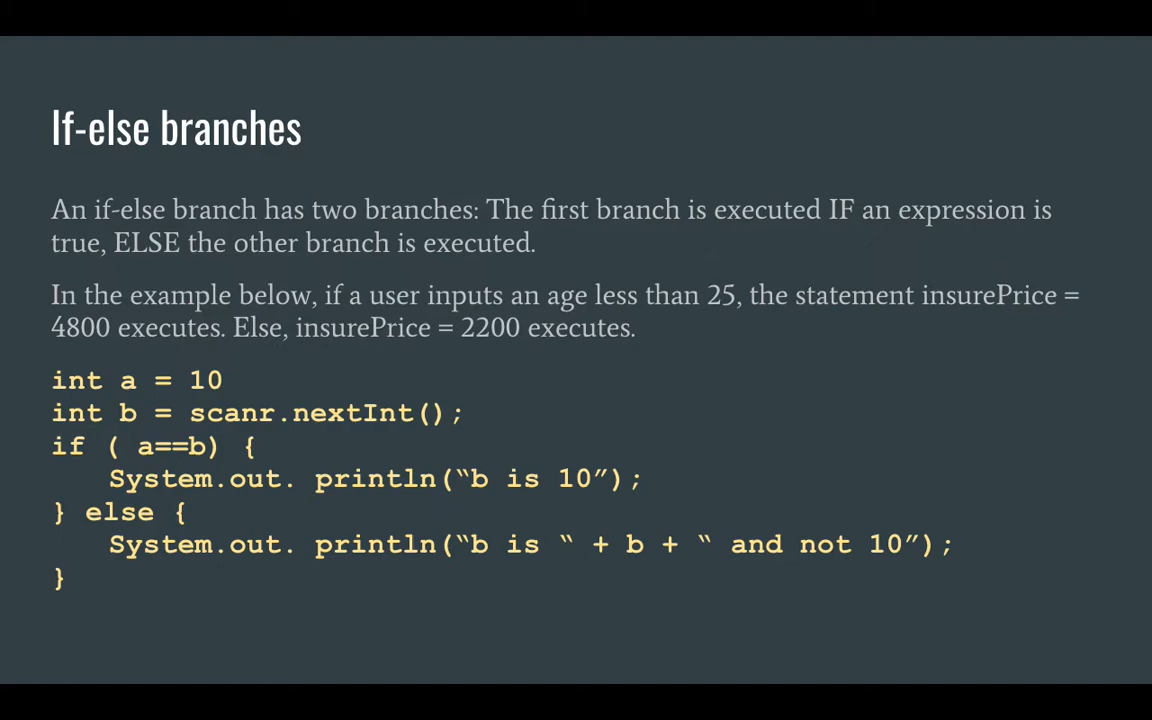 If-else branches
An if-else branch has two branches: The first branch is executed IF an expression is
true, ELSE the other branch is executed.
In the example below, if a user inputs an age less than 25, the statement insurePrice =
4800 executes. Else, insurePrice = 2200 executes.
int a = 10
int b = scanr.nextInt();
if ( a==b) {
System.out. println(“b is 10”);
} else {
System.out. println(“b is “ + b + “ and not 10”);
}